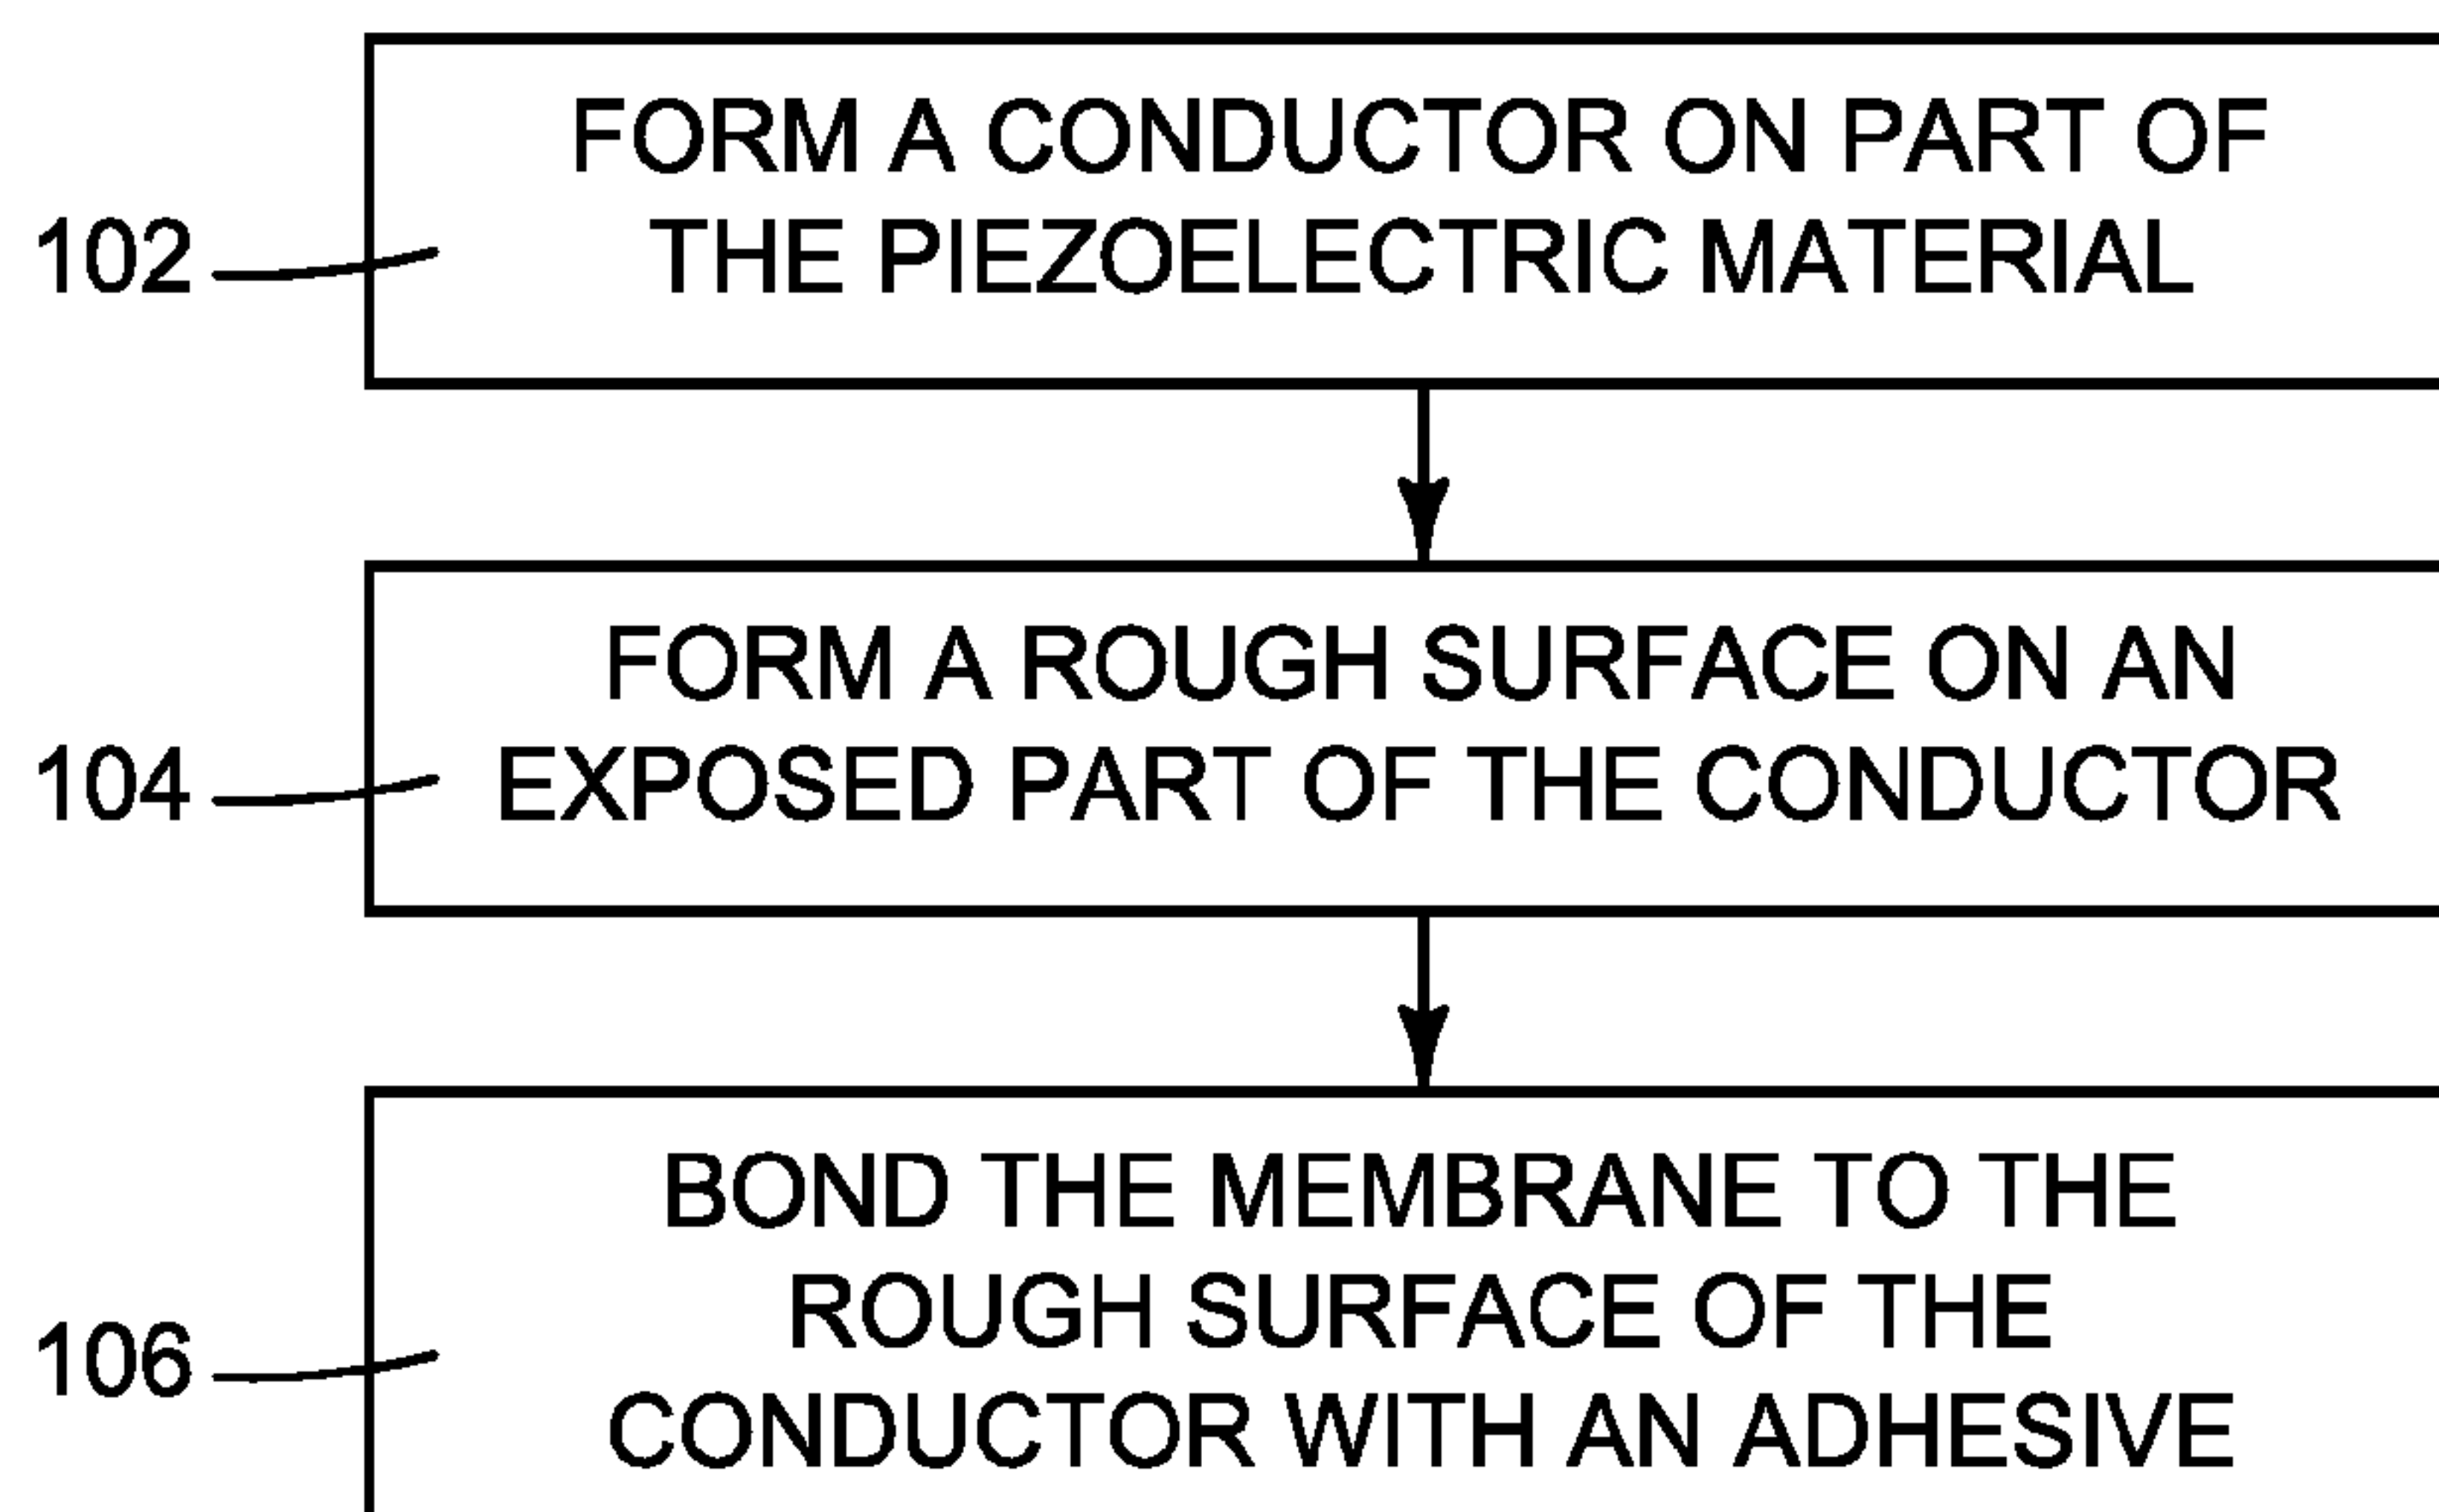 FORM A CONDUCTOR ON PART OF
102 THE PIEZOELECTRIC MATERIAL
FORM A ROUGH SURFACE ON AN
104 EXPOSED PART OF THE CONDUCTOR
BOND THE MEMBRANE TO THE
106 ROUGH SURFACE OF THE
CONDUCTOR WITH AN ADHESIVE